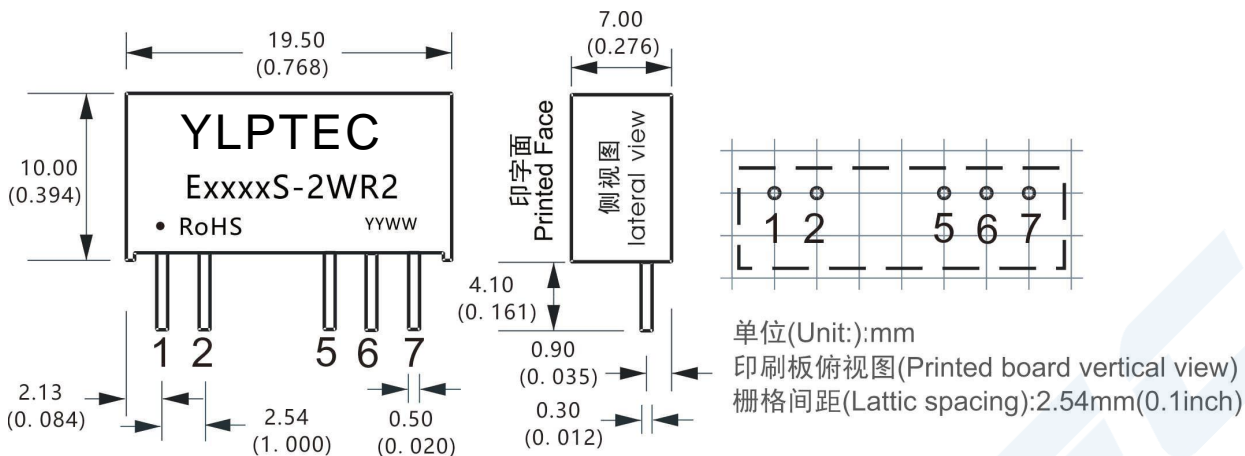 19.50
(0.768)
10.00
(0.394)
YLPTEC
ExxxxS-2WR2
• RoHS YYWW
1 2 5 6 7
2.13
(0. 084)
2.54
(1.000)
0.50
(0. 020)
7.00
(0.276)
印字面
Printed Face
侧视图
lateral view
4.10
(0. 161)
0.90
(0. 035)
0.30
(0. 012)
1 2 5 6 7
单位(Unit:):mm
印刷板俯视图(Printed board vertical view)
栅格间距(Lattic spacing):2.54mm(0.1inch)